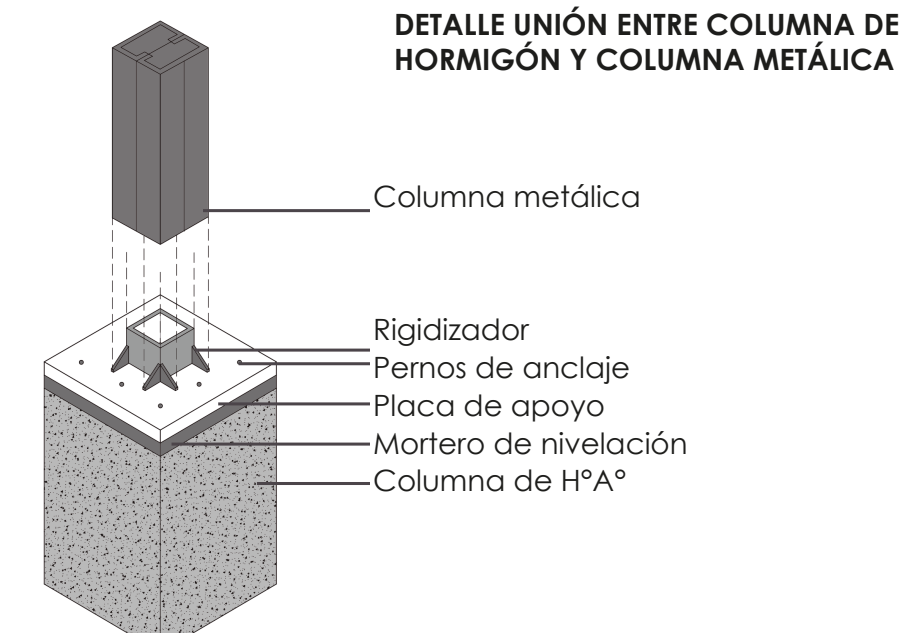 DETALLE UNIÓN ENTRE COLUMNA DE
HORMIGÓN Y COLUMNA METÁLICA
Columna metálica
Rigidizador
Pernos de anclaje
Placa de apoyo
Mortero de nivelación
Columna de H°A°